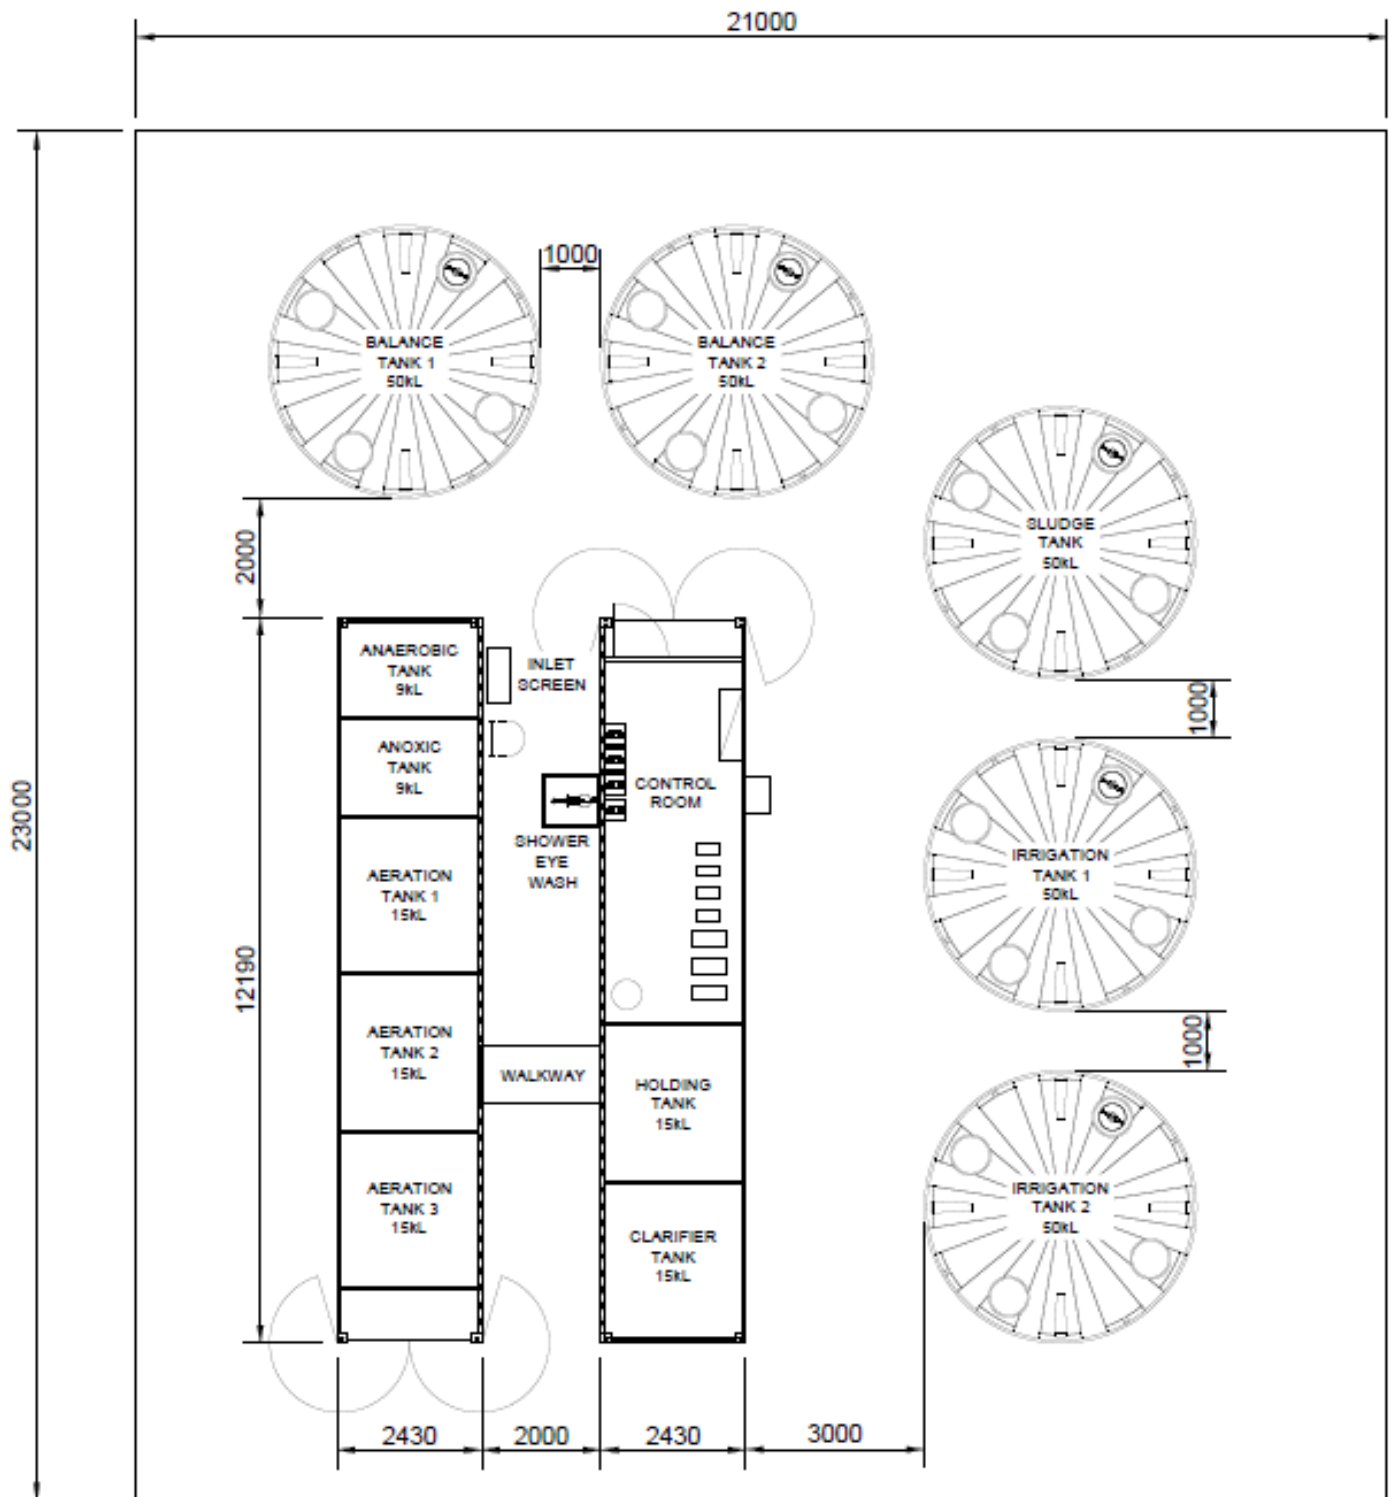 21000
1000
BALANCE
TANK 1
50kL
BALANCE
TANK 2
50kL
2000
SLUDGE
TANK
50kL
ANAEROBIC
TANK
9kL
INLET
SCREEN
1000
ANOXIC
TANK
9kL
CONTROL
ROOM
23000
SHOWER
EYE
WASH
AERATION
TANK 1
15kL
IRRIGATION
TANK 1
50kL
12190
AERATION
TANK 2
15kL
WALKWAY
HOLDING
TANK
15kL
1000
AERATION
TANK 3
15kL
CLARIFIER
TANK
15kL
IRRIGATION
TANK 2
50kL
2430
2000
2430
3000